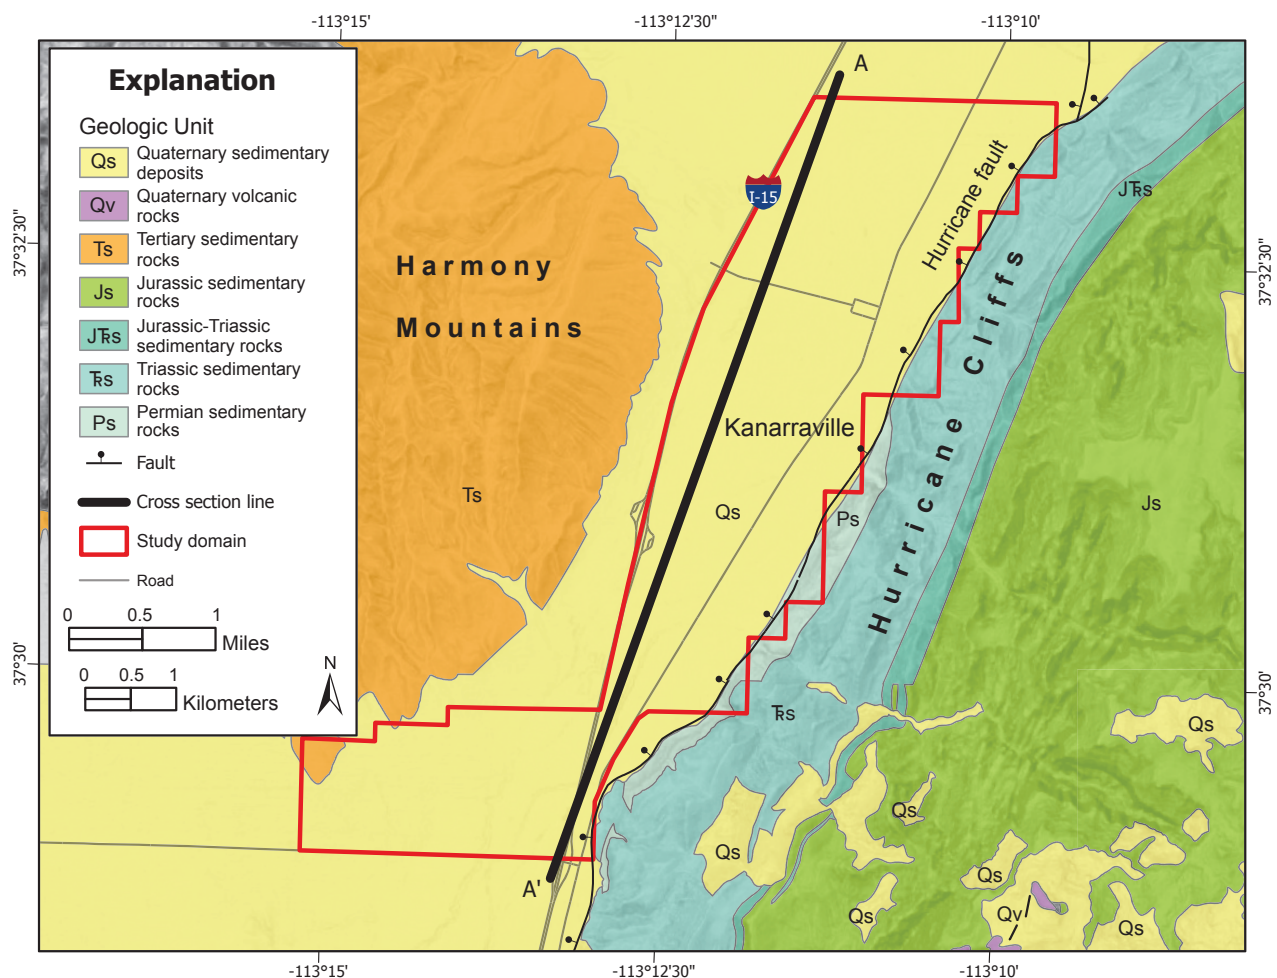 -113°15'
-113°12'30"
-113°10'
Explanation
Geologic Unit
Qs
Quaternary sedimentary
deposits
Qv
Quaternary volcanic
rocks
Ts
Tertiary sedimentary
rocks
Js
Jurassic sedimentary
rocks
JTRs
Jurassic-Triassic
sedimentary rocks
TRs
Triassic sedimentary
rocks
Ps
Permian sedimentary
rocks
Fault
Cross section line
Study domain
Road
0 0.5 1
Miles
0 0.5 1
Kilometers
N
37°32'30"
37°30'
A
I-15
Hurricane fault
JTRs
Harmony
Mountains
Hurricane Cliffs
37°32'30"
Kanarraville
Ts
Qs
Ps
Js
TRs
37°30'
Qs
Qs
Qs
Qs
Qs
Qv
Qs
A'
-113°15'
-113°12'30"
-113°10'